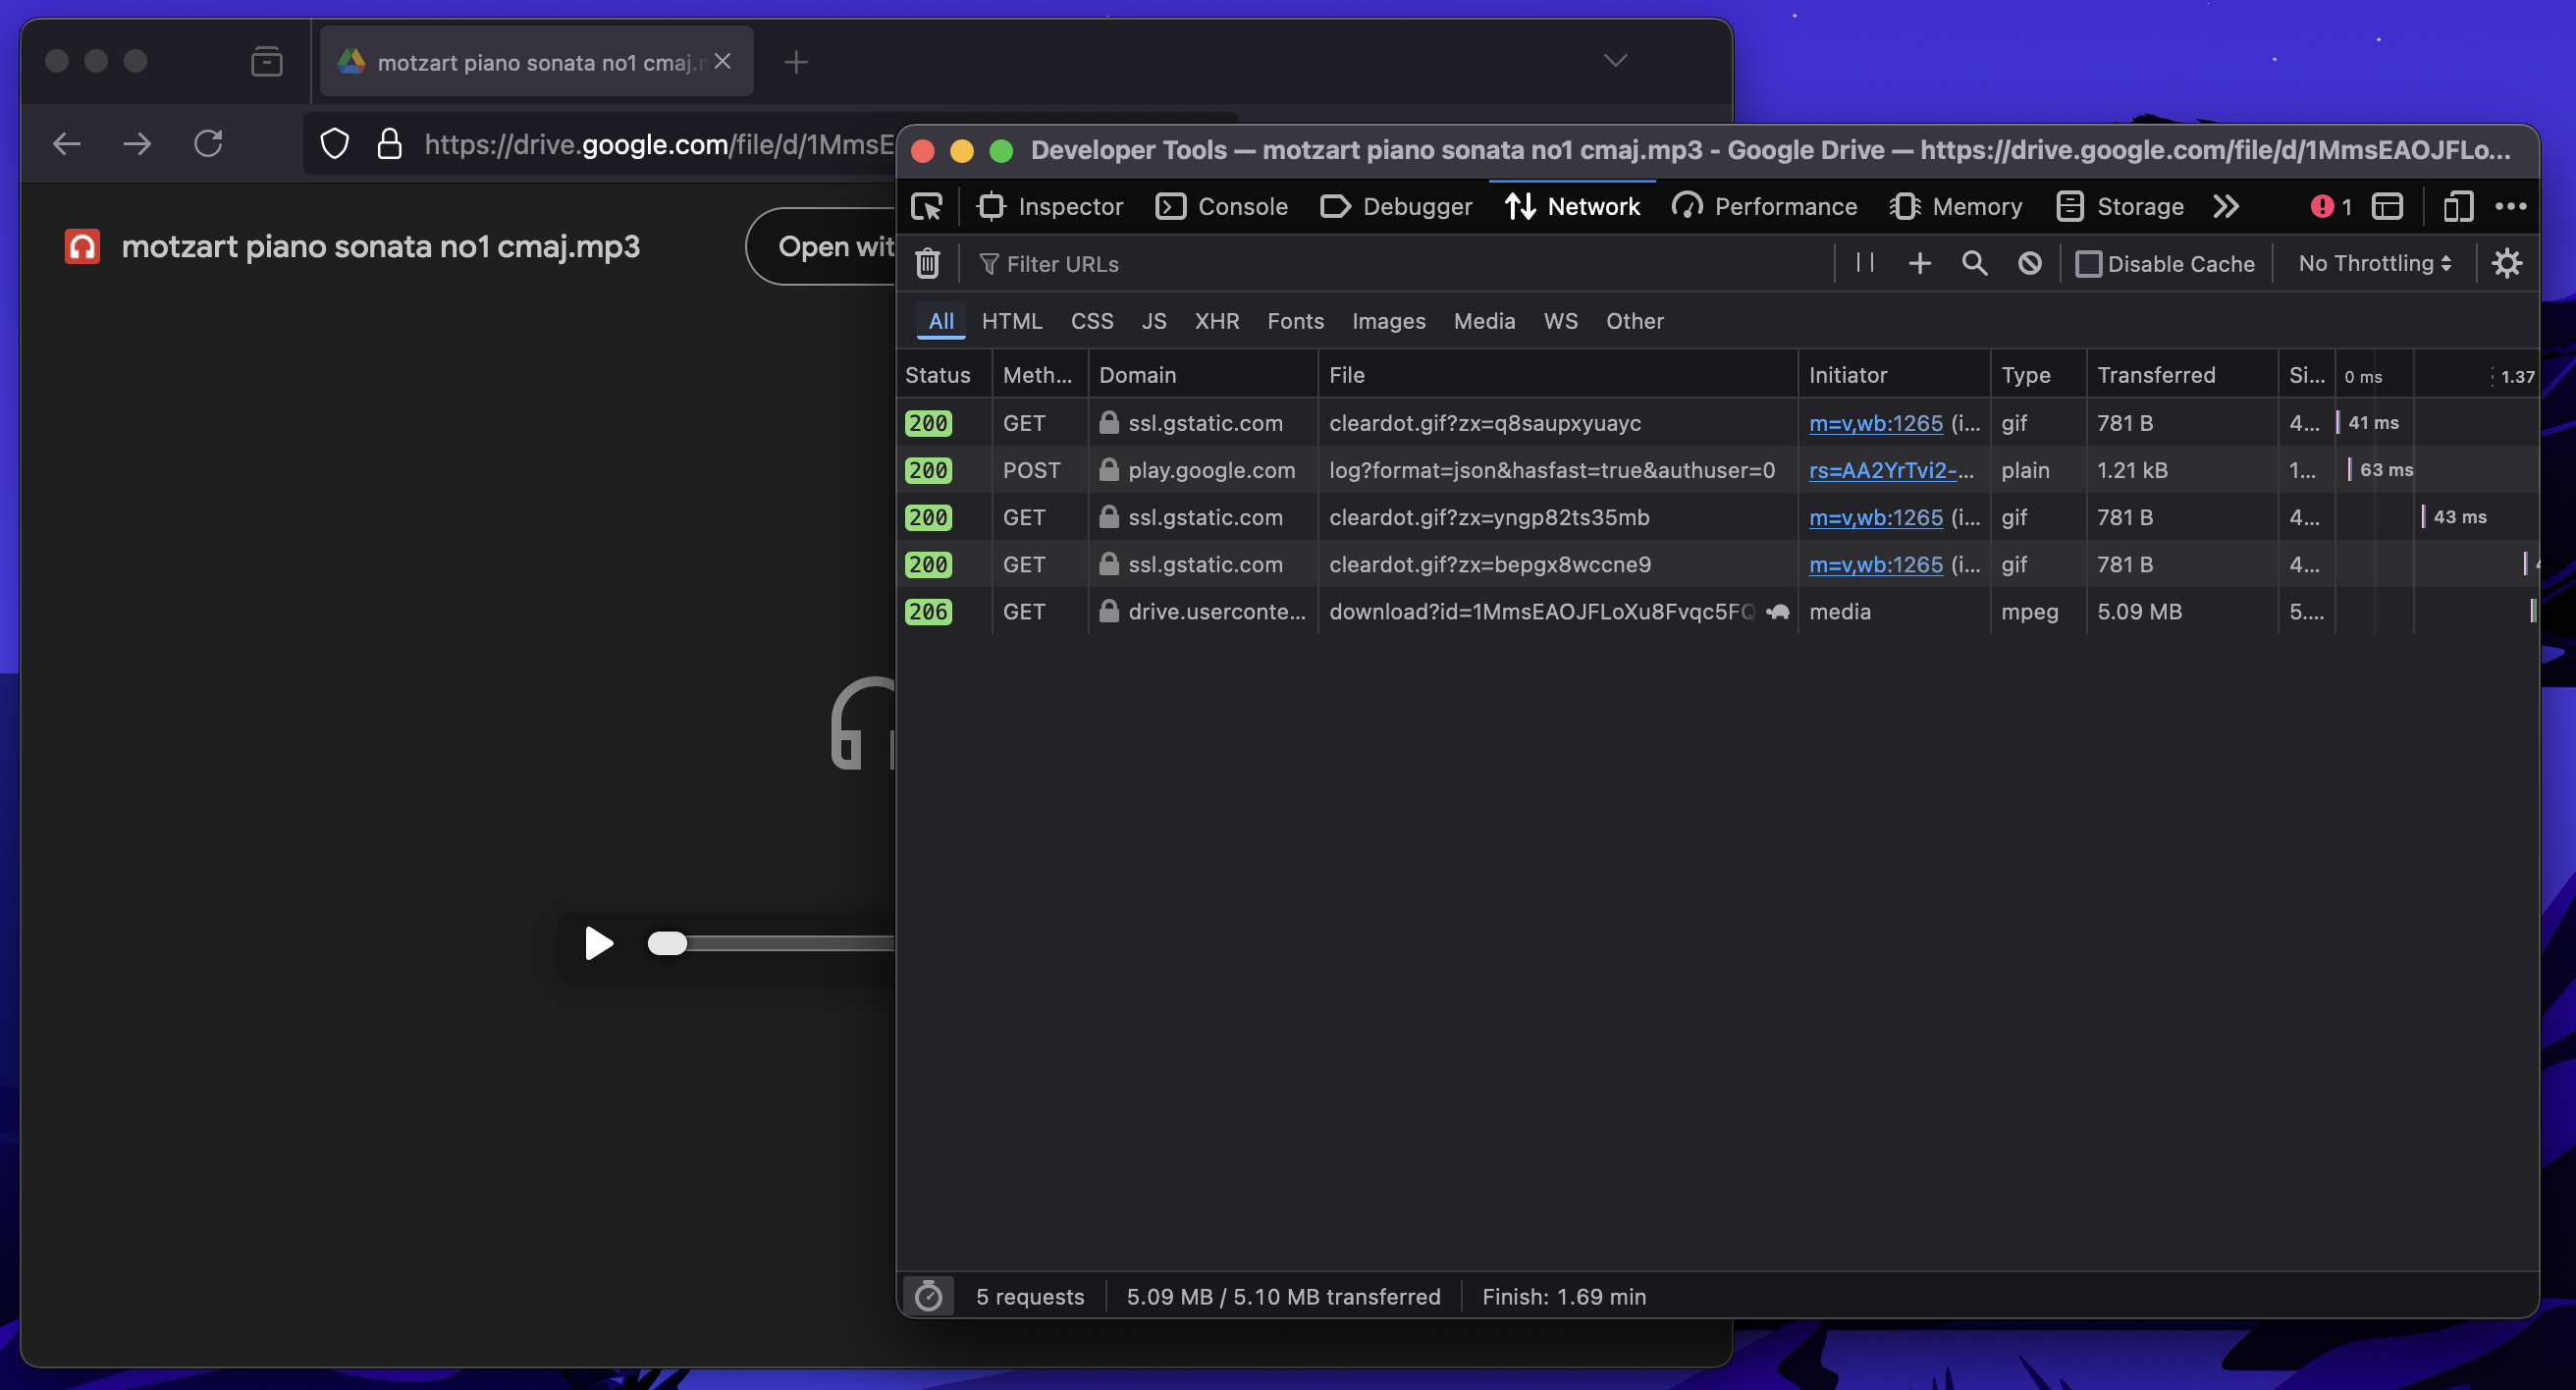 motzart piano sonata no1 cmaj.
https://drive.google.com/file/d/1MmsE
motzart piano sonata no1 cmaj.mp3
Open wit
Developer Tools — motzart piano sonata no1 cmaj.mp3 - Google Drive — https://drive.google.com/file/d/1MmsEAOJFLo...
Inspector Console Debugger Network Performance Memory Storage 1
Filter URLs Disable Cache No Throttling
All HTML CSS JS XHR Fonts Images Media WS Other
Status Meth... Domain File Initiator Type Transferred Si... 0 ms 1.37
200 GET ssl.gstatic.com cleardot.gif?zx=q8saupxyuayc m=v,wb:1265 (i... gif 781 B 4... 41 ms
200 POST play.google.com log?format=json&hasfast=true&authuser=0 rs=AA2YrTvi2-... plain 1.21 kB 1... 63 ms
200 GET ssl.gstatic.com cleardot.gif?zx=yngp82ts35mb m=v,wb:1265 (i... gif 781 B 4... 43 ms
200 GET ssl.gstatic.com cleardot.gif?zx=bepgx8wccne9 m=v,wb:1265 (i... gif 781 B 4...
206 GET drive.userconte... download?id=1MmsEAOJFLoXu8Fvqc5FQ media mpeg 5.09 MB 5....
5 requests 5.09 MB / 5.10 MB transferred Finish: 1.69 min